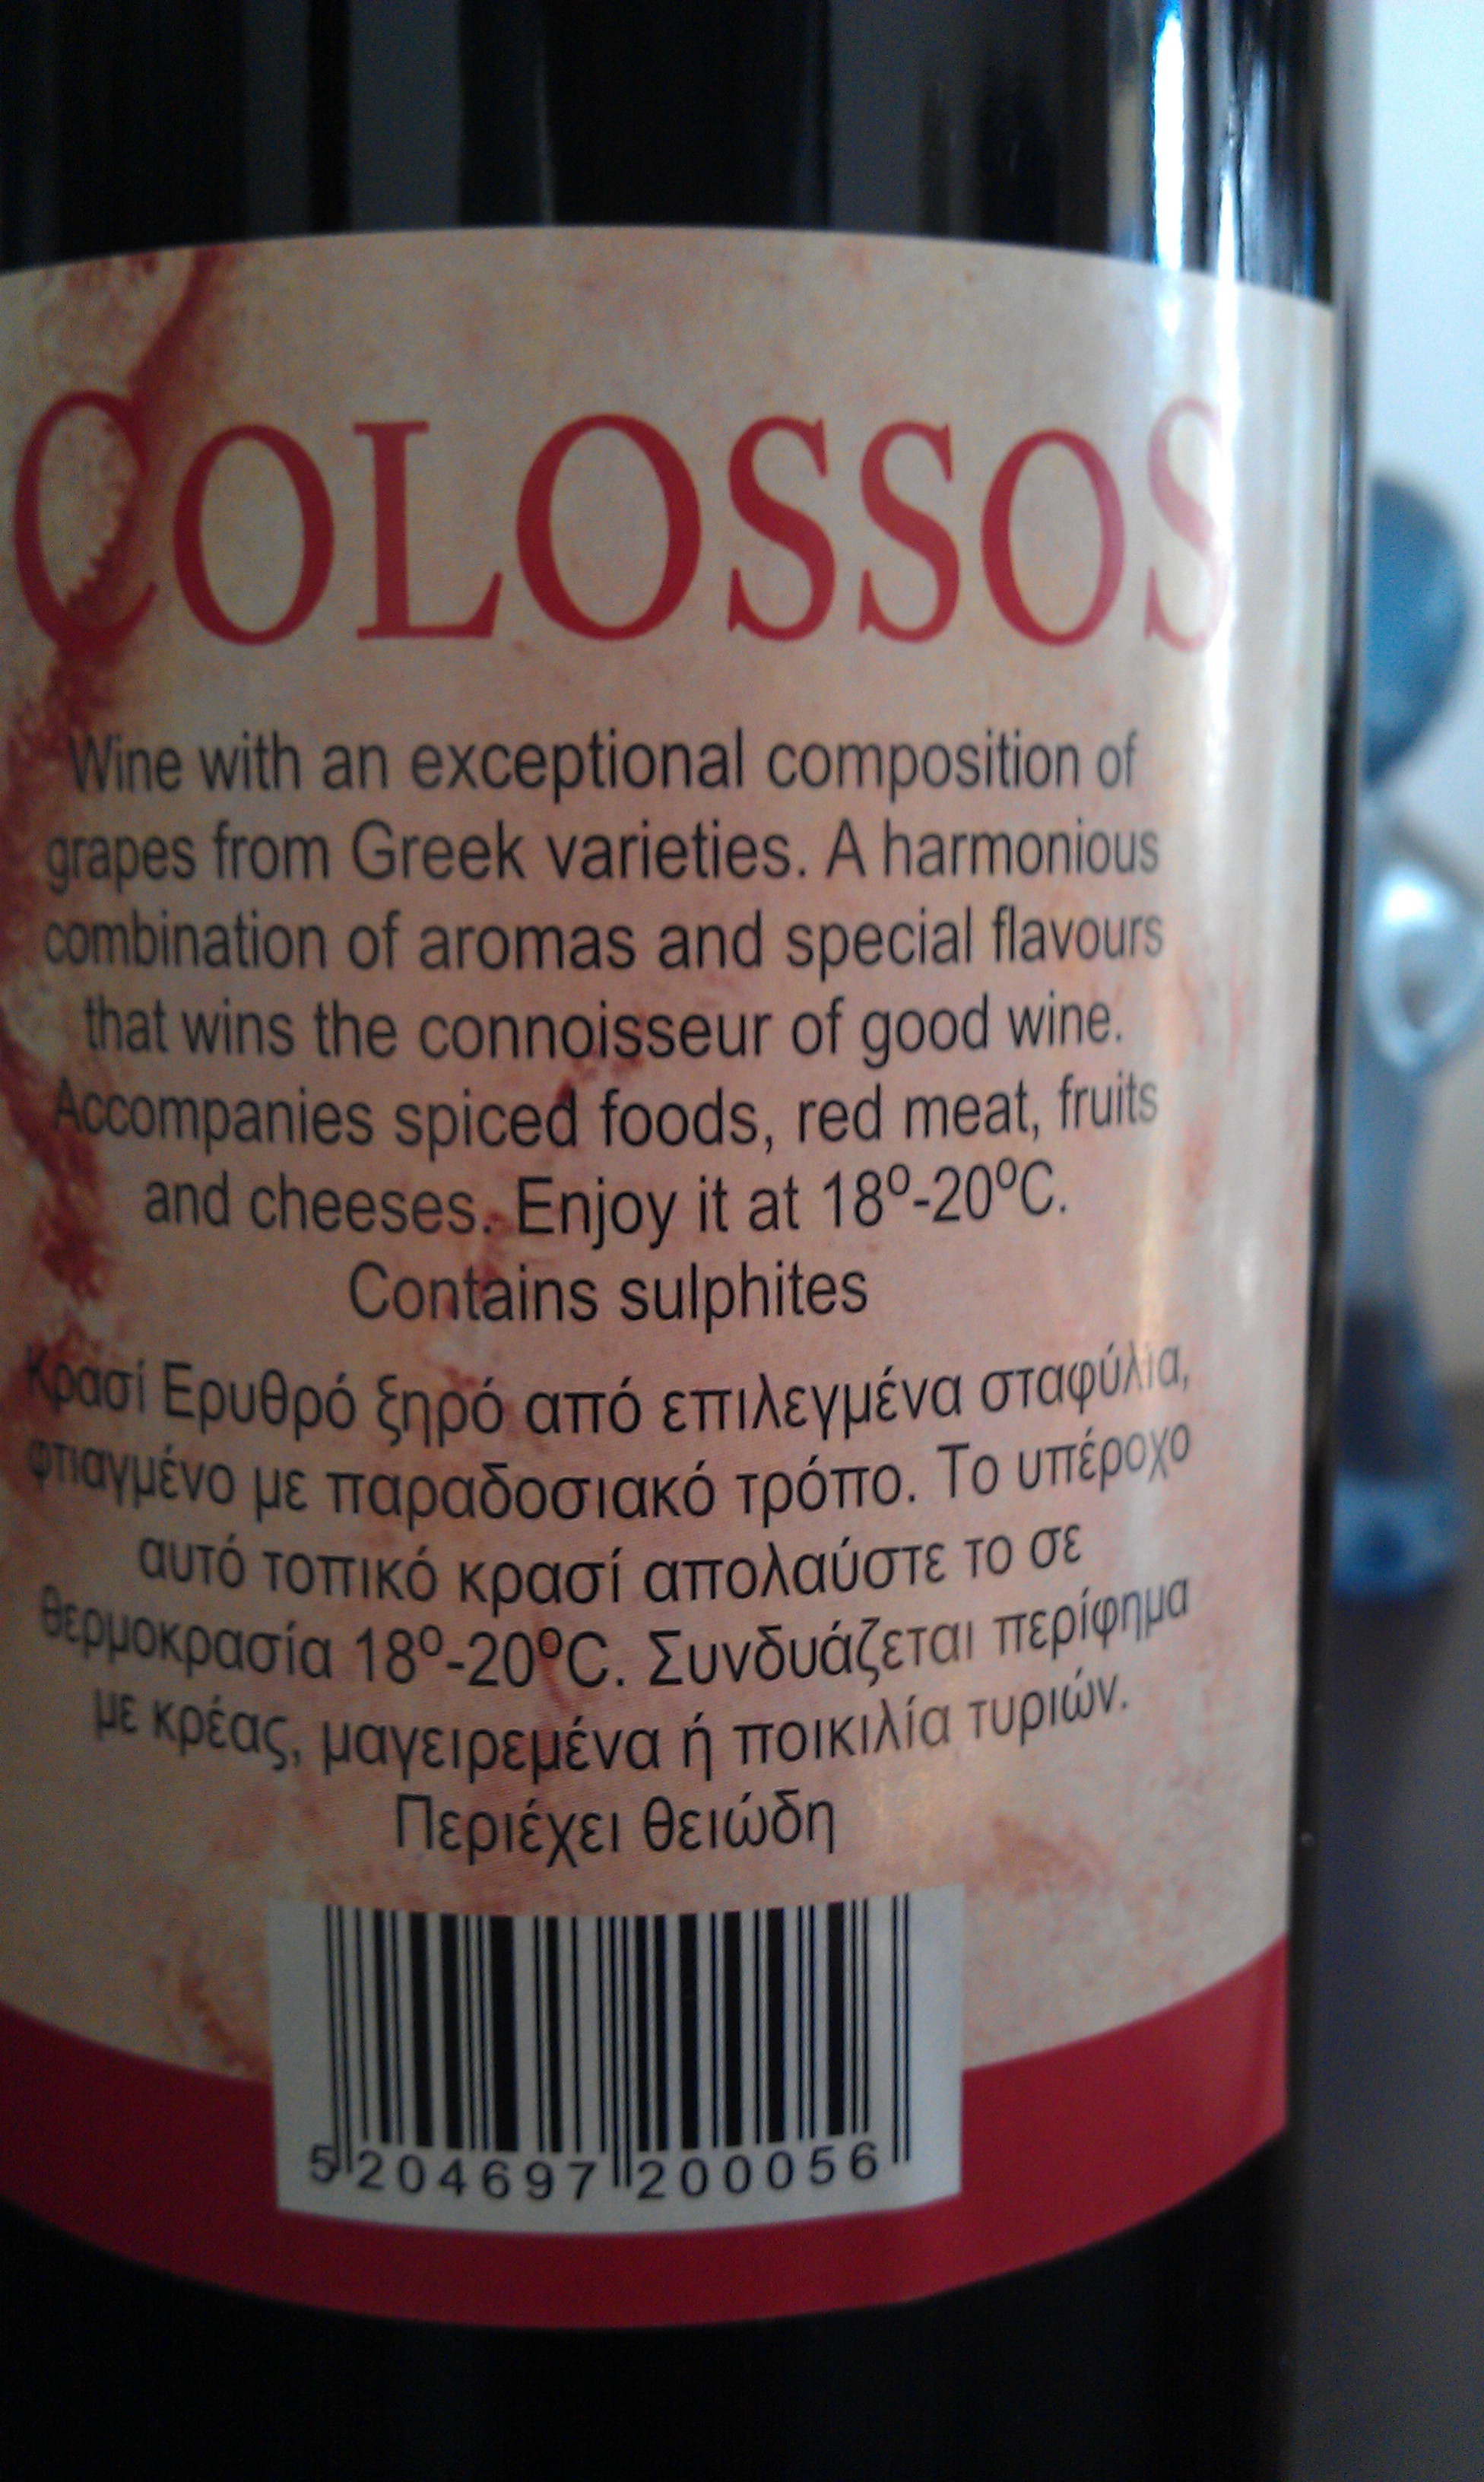 COLOSSOS
Wine with an exceptional composition of
grapes from Greek varieties. A harmonious
combination of aromas and special flavours
that wins the connoisseur of good wine.
Accompanies spiced foods, red meat, fruits
and cheeses. Enjoy it at 18º-20ºC.
Contains sulphites
Κρασί Ερυθρό ξηρό από επιλεγμένα σταφύλια,
φτιαγμένο με παραδοσιακό τρόπο. Το υπέροχο
αυτό τοπικό κρασί απολαύστε το σε
θερμοκρασία 18º-20ºC. Συνδυάζεται περίφημα
με κρέας, μαγειρεμένα ή ποικιλία τυριών.
Περιέχει θειώδη
5 204697 200056